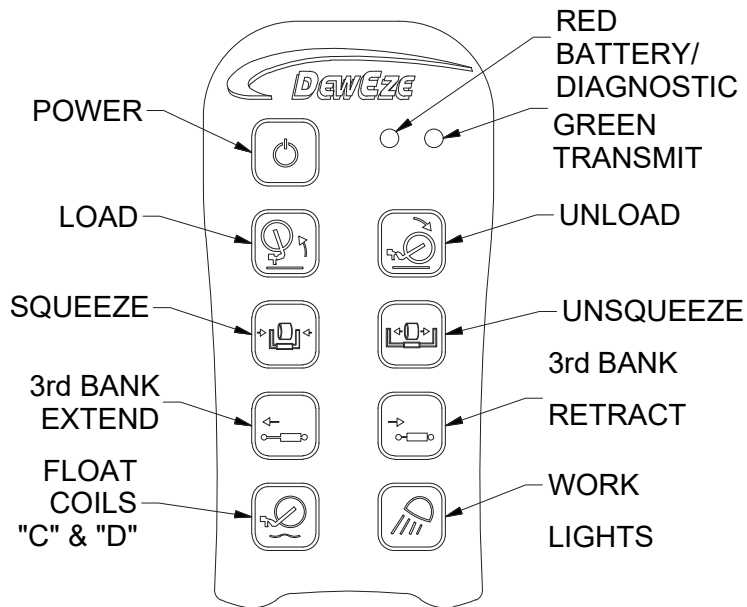 RED
BATTERY/
DIAGNOSTIC
GREEN
TRANSMIT
DEWEZE
POWER
LOAD
UNLOAD
SQUEEZE
UNSQUEEZE
3rd BANK
EXTEND
3rd BANK
RETRACT
FLOAT
COILS
"C" & "D"
WORK
LIGHTS